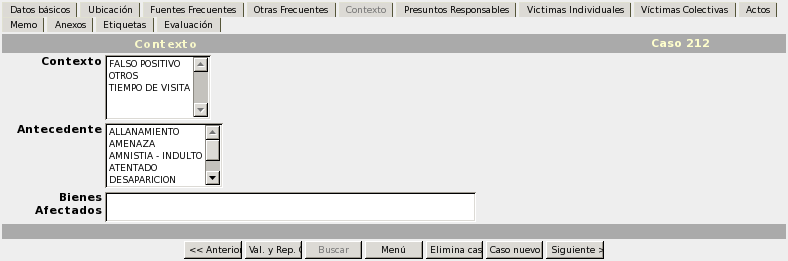 Datos básicos Ubicación Fuentes Frecuentes Otras Frecuentes Contexto Presuntos Responsables Victimas Individuales Víctimas Colectivas Actos
Memo Anexos Etiquetas Evaluación
Contexto Caso 212
Contexto
FALSO POSITIVO
OTROS
TIEMPO DE VISITA
Antecedente
ALLANAMIENTO
AMENAZA
AMNISTIA - INDULTO
ATENTADO
DESAPARICION
Bienes
Afectados
<< Anterior Val. y Rep. Buscar Menú Elimina cas Caso nuevo Siguiente >